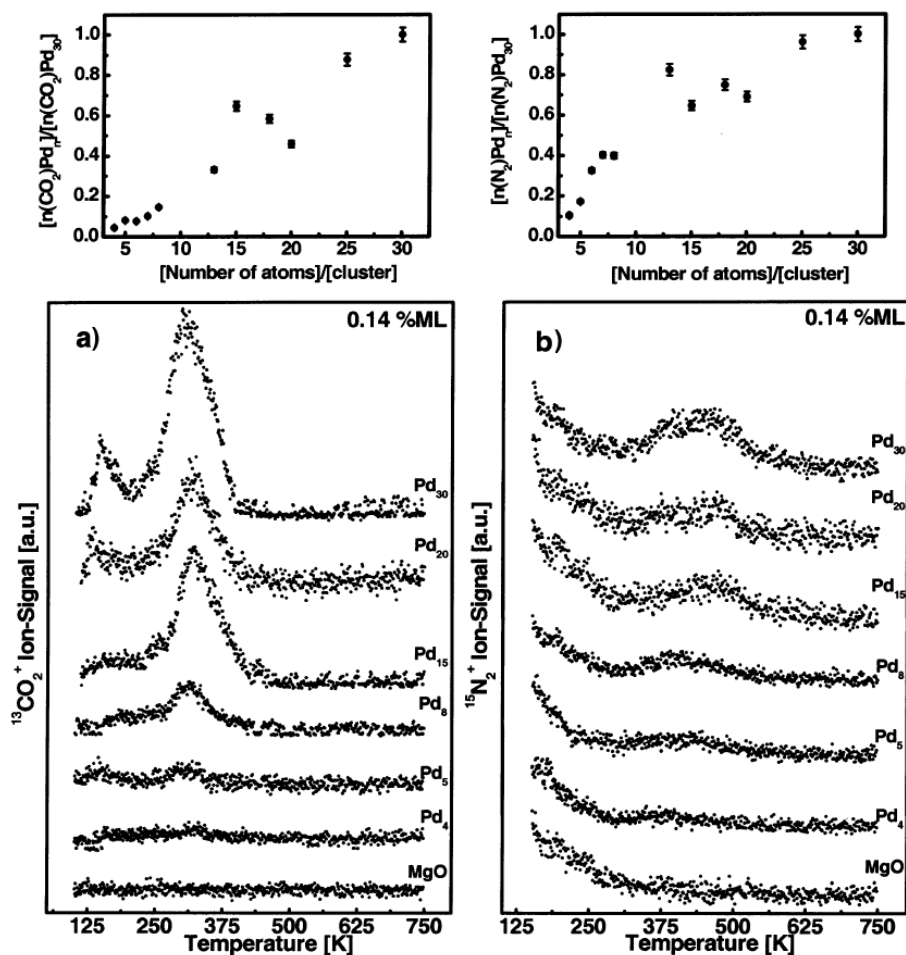 [n(CO₂)Pdₙ]/[n(CO₂)Pd₃₀]
1.0
0.8
0.6
0.4
0.2
0.0
5 10 15 20 25 30
[Number of atoms]/[cluster]
[n(N₂)Pdₙ]/[n(N₂)Pd₃₀]
1.0
0.8
0.6
0.4
0.2
0.0
5 10 15 20 25 30
[Number of atoms]/[cluster]
a)
0.14 %ML
¹³CO₂⁺ Ion-Signal [a.u.]
Pd₃₀
Pd₂₀
Pd₁₅
Pd₈
Pd₅
Pd₄
MgO
125 250 375 500 625 750
Temperature [K]
b)
0.14 %ML
¹⁵N₂⁺ Ion-Signal [a.u.]
Pd₃₀
Pd₂₀
Pd₁₅
Pd₈
Pd₅
Pd₄
MgO
125 250 375 500 625 750
Temperature [K]